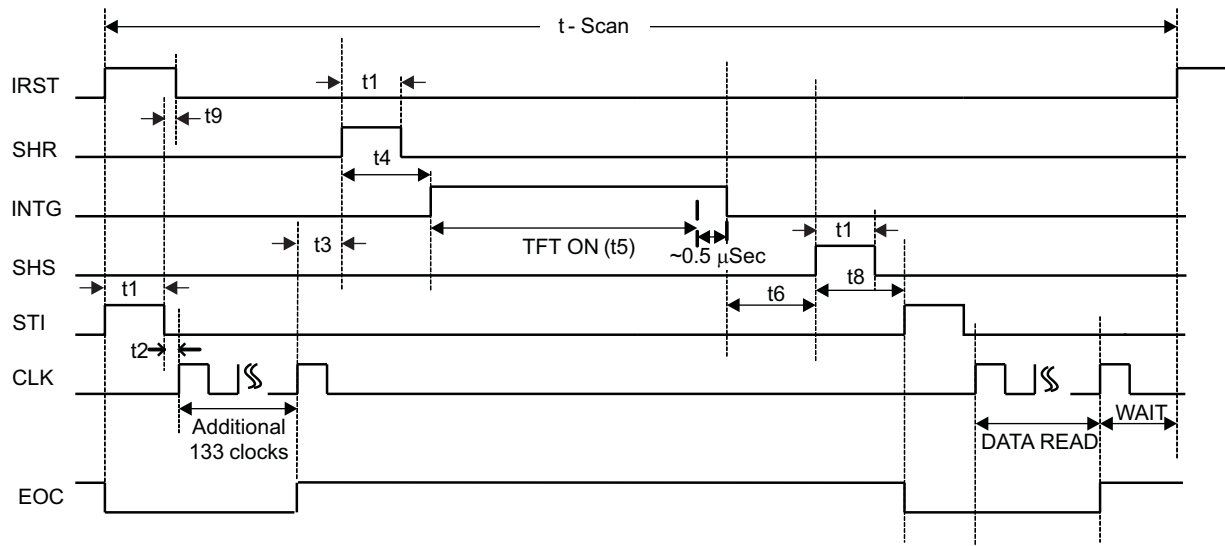 t - Scan
IRST
t1
t9
SHR
t4
INTG
t3
TFT ON (t5)
~0.5 μSec
t1
SHS
t1
t6
t8
STI
t2
CLK
Additional
133 clocks
WAIT
DATA READ
EOC